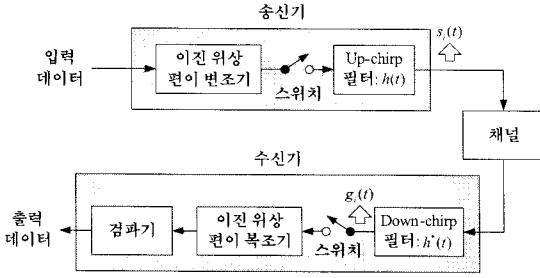 송신기
s_i(t)
입력
데이터
이진 위상
편이 변조기
스위치
Up-chirp
필터: h(t)
채널
수신기
g_i(t)
출력
데이터
검파기
이진 위상
편이 복조기
스위치
Down-chirp
필터: h*(t)